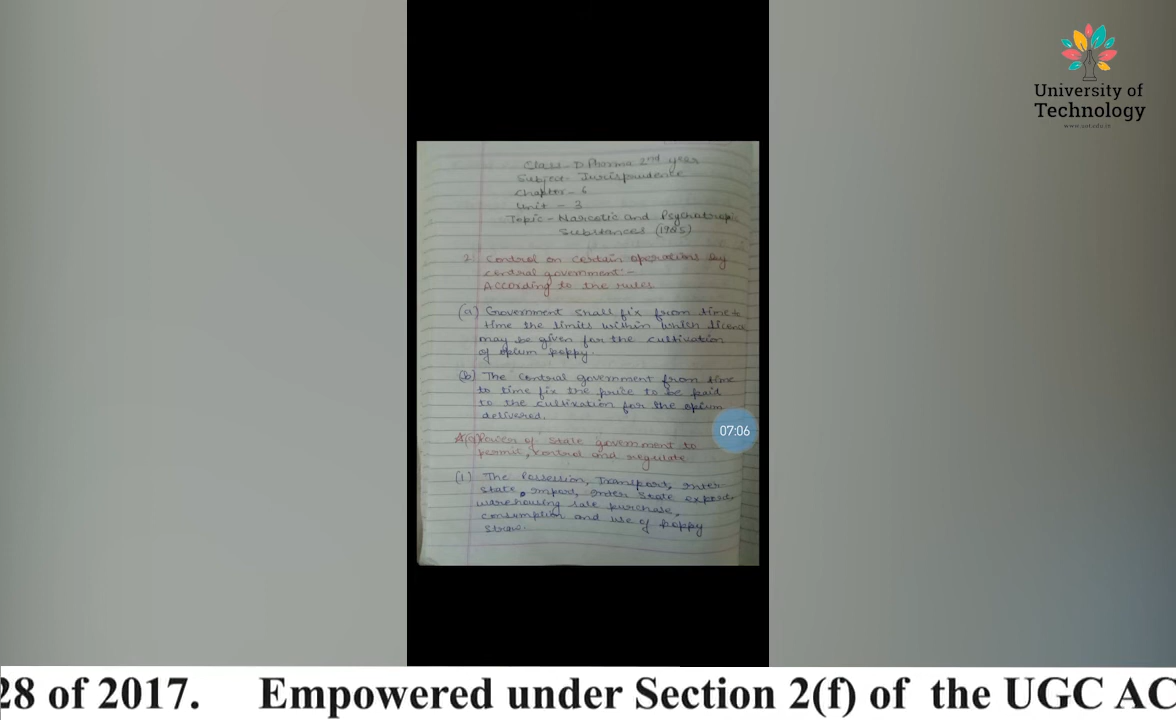 University of
Technology
Class - D Pharma 2nd year
Subject - Jurisprudence
Chapter - 6
Unit - 3
Topic - Narcotic and Psychotropic
Substances (1985)
2) Control on certain operations by
central government -
According to the rules
(a) Government shall fix from time to
time the limits within which licence
may be given for the cultivation
of opium poppy.
(b) The central government from time
to time fix the price to be paid
to the cultivation for the opium
delivered.
Power of State government to
permit, control and regulate
07:06
(1) The Possession, Transport, inter
state import, inter state export,
warehousing sale purchase,
consumption and use of poppy
straw.
28 of 2017. Empowered under Section 2(f) of the UGC AC